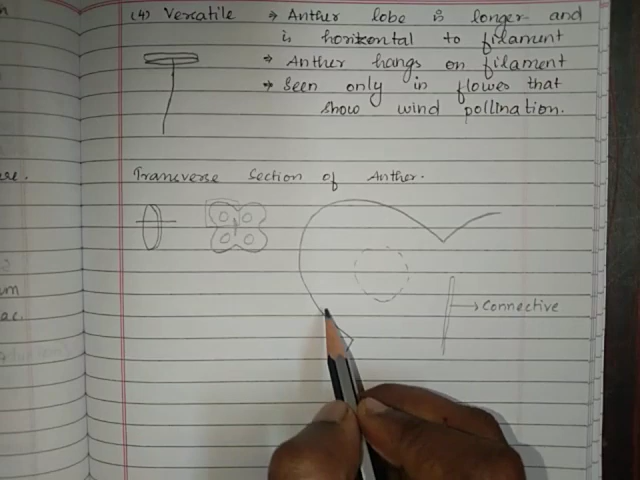 (4) Versatile → Anther lobe is longer and
is horizontal to filament
→ Anther hangs on filament
→ Seen only in flowes that
show wind pollination.
Transverse Section of Anther.
→ Connective